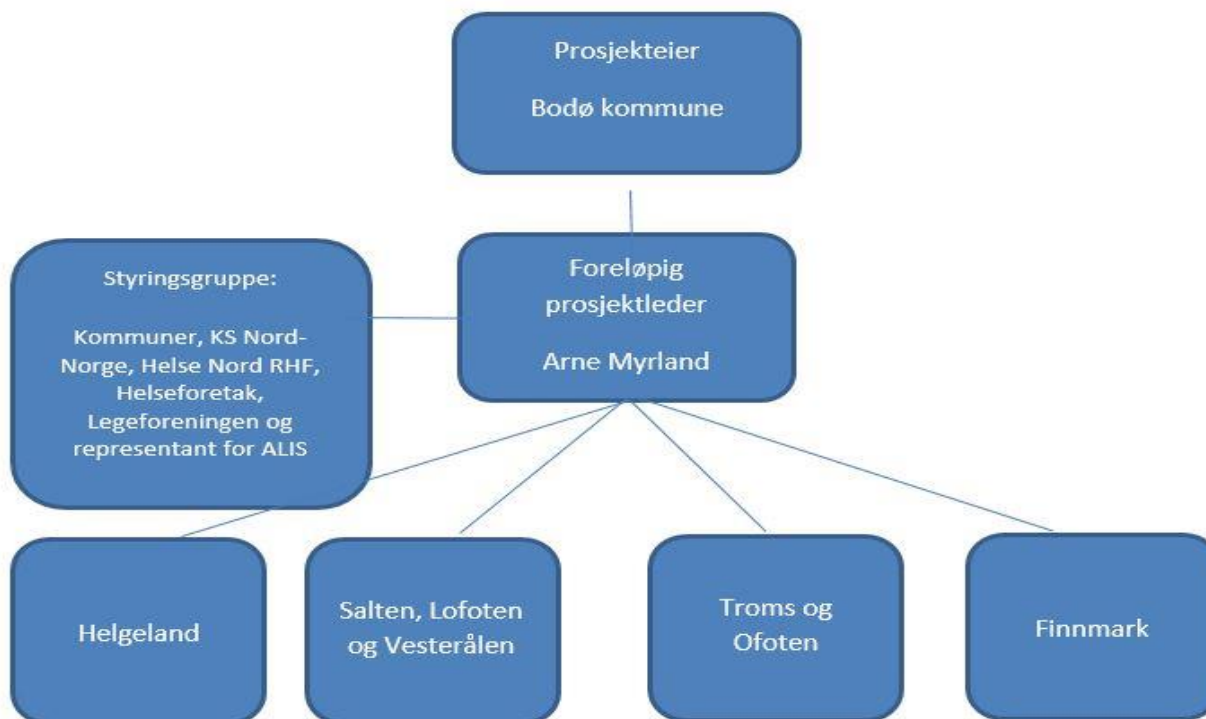 Prosjekteier
Bodø kommune
Foreløpig
prosjektleder
Arne Myrland
Styringsgruppe:
Kommuner, KS Nord-
Norge, Helse Nord RHF,
Helseforetak,
Legeforeningen og
representant for ALIS
Helgeland
Salten, Lofoten
og Vesterålen
Troms og
Ofoten
Finnmark